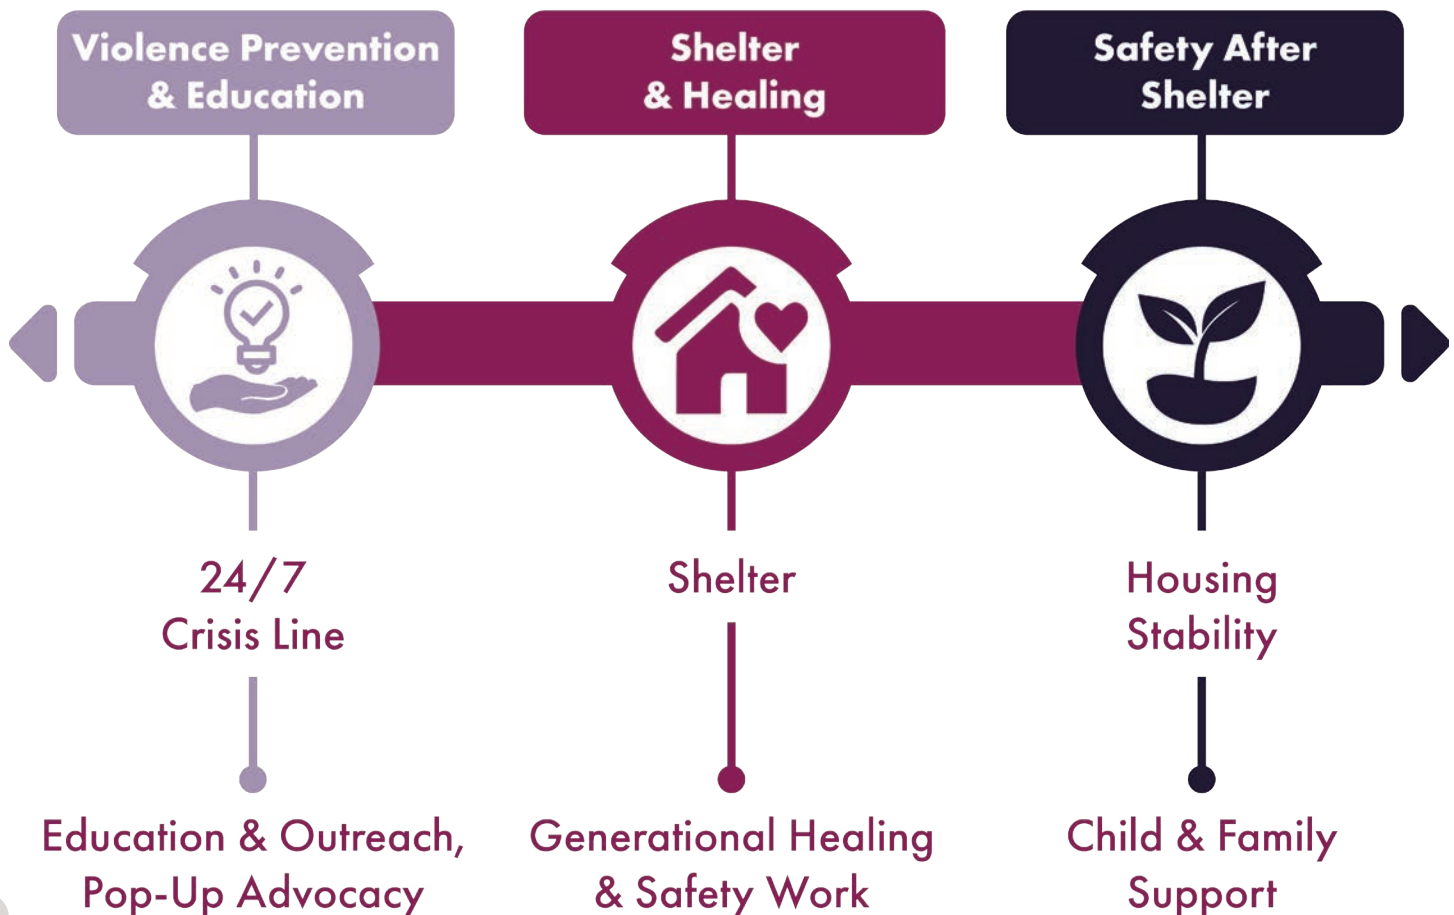 Violence Prevention
& Education
Shelter
& Healing
Safety After
Shelter
24/7
Crisis Line
Shelter
Housing
Stability
Education & Outreach,
Pop-Up Advocacy
Generational Healing
& Safety Work
Child & Family
Support